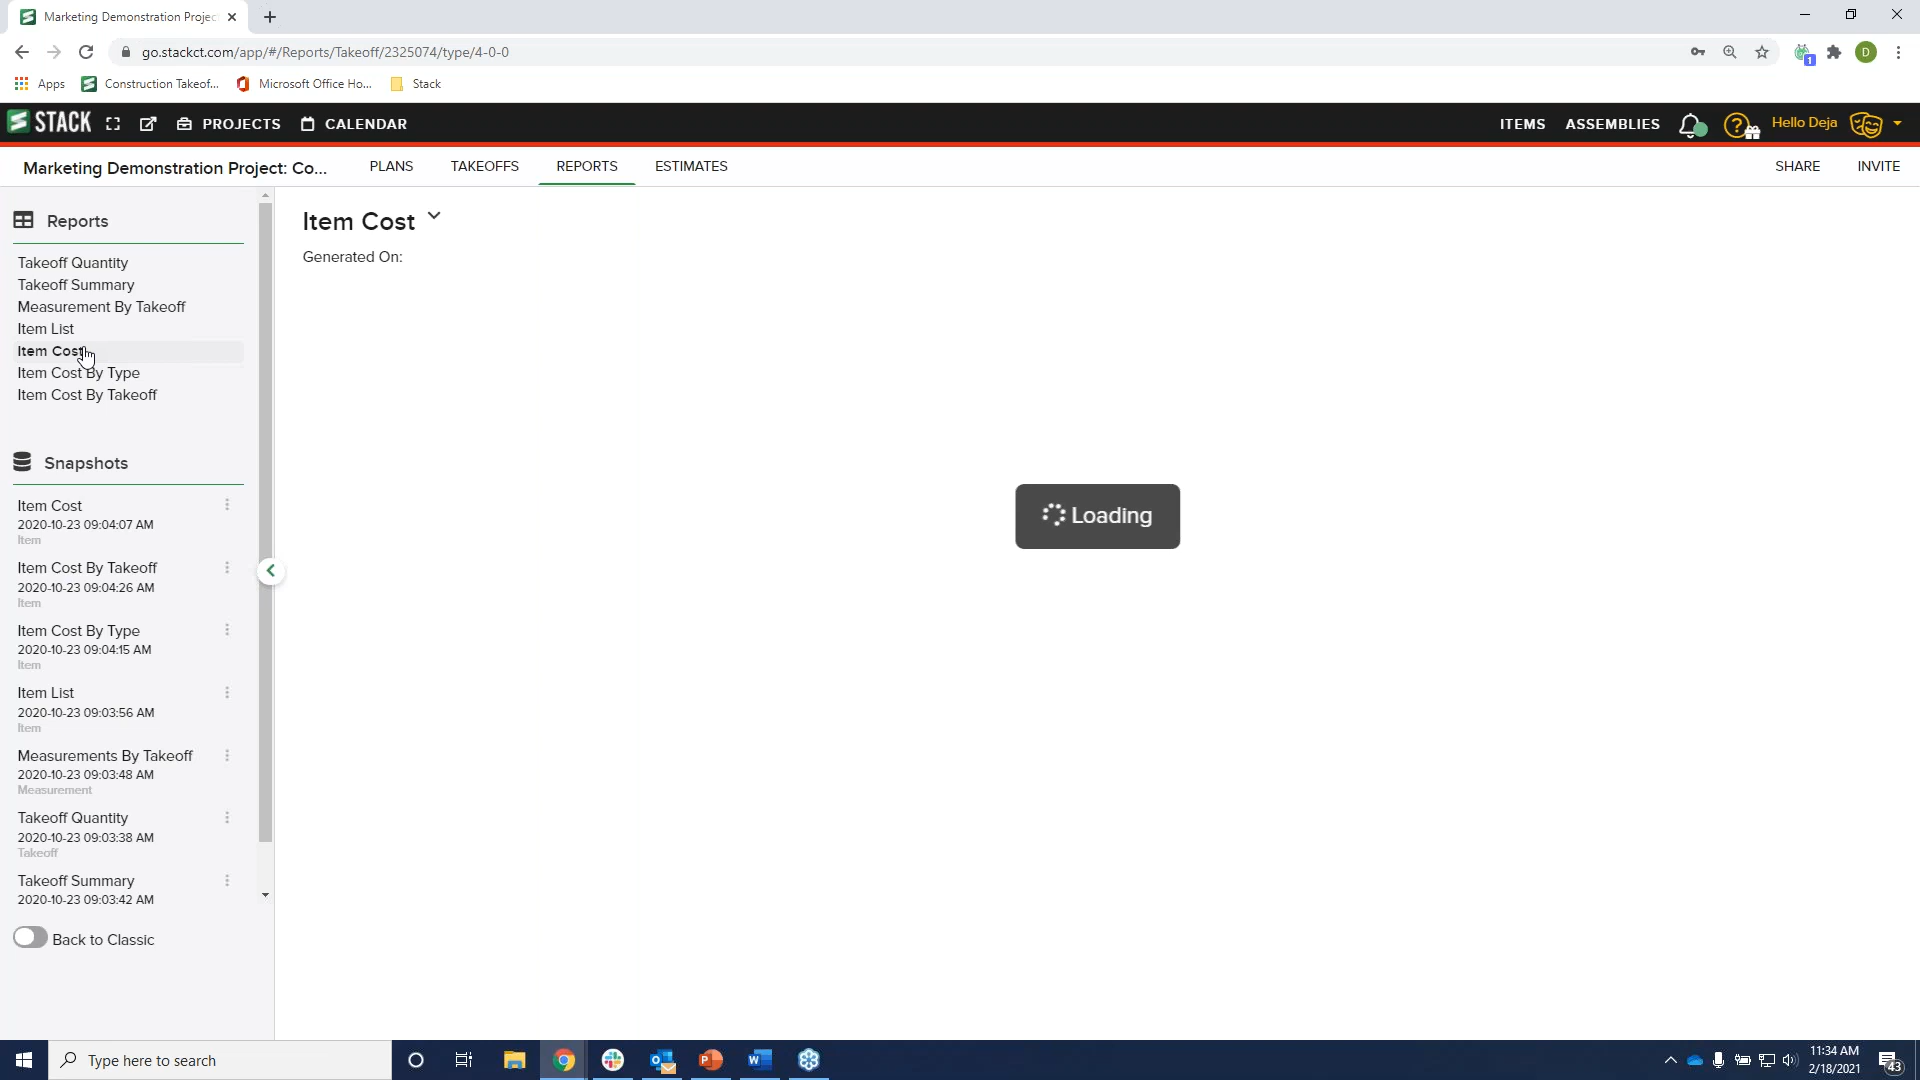 Marketing Demonstration Projec
go.stackct.com/app/#/Reports/Takeoff/2325074/type/4-0-0
1
D
Apps
Construction Takeof...
Microsoft Office Ho...
Stack
STACK
PROJECTS
CALENDAR
ITEMS
ASSEMBLIES
?
Hello Deja
Marketing Demonstration Project: Co...
PLANS
TAKEOFFS
REPORTS
ESTIMATES
SHARE
INVITE
Reports
Takeoff Quantity
Takeoff Summary
Measurement By Takeoff
Item List
Item Cost
Item Cost By Type
Item Cost By Takeoff
Snapshots
Item Cost
2020-10-23 09:04:07 AM
Item
Item Cost By Takeoff
2020-10-23 09:04:26 AM
Item
Item Cost By Type
2020-10-23 09:04:15 AM
Item
Item List
2020-10-23 09:03:56 AM
Item
Measurements By Takeoff
2020-10-23 09:03:48 AM
Measurement
Takeoff Quantity
2020-10-23 09:03:38 AM
Takeoff
Takeoff Summary
2020-10-23 09:03:42 AM
Back to Classic
Item Cost
Generated On:
Loading
Type here to search
11:34 AM
2/18/2021
43